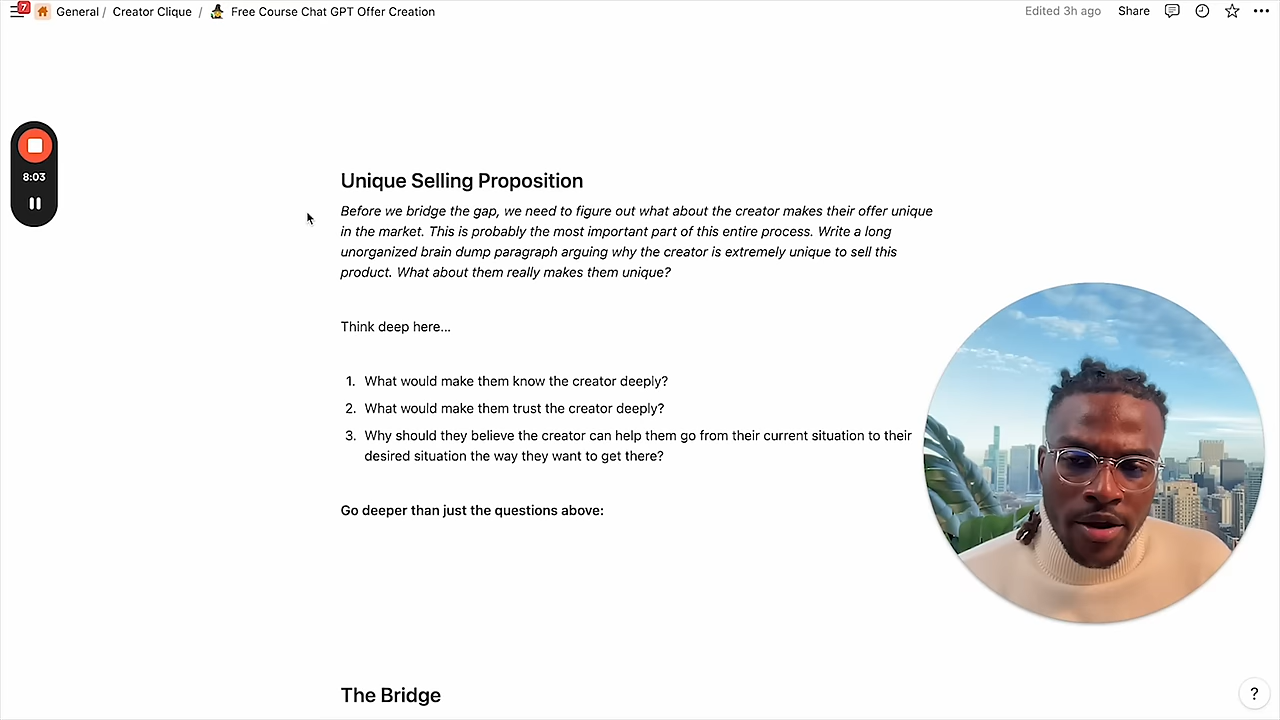 7
General / Creator Clique / Free Course Chat GPT Offer Creation
Edited 3h ago
Share
8:03
Unique Selling Proposition
Before we bridge the gap, we need to figure out what about the creator makes their offer unique
in the market. This is probably the most important part of this entire process. Write a long
unorganized brain dump paragraph arguing why the creator is extremely unique to sell this
product. What about them really makes them unique?
Think deep here...
1. What would make them know the creator deeply?
2. What would make them trust the creator deeply?
3. Why should they believe the creator can help them go from their current situation to their
desired situation the way they want to get there?
Go deeper than just the questions above:
The Bridge
?